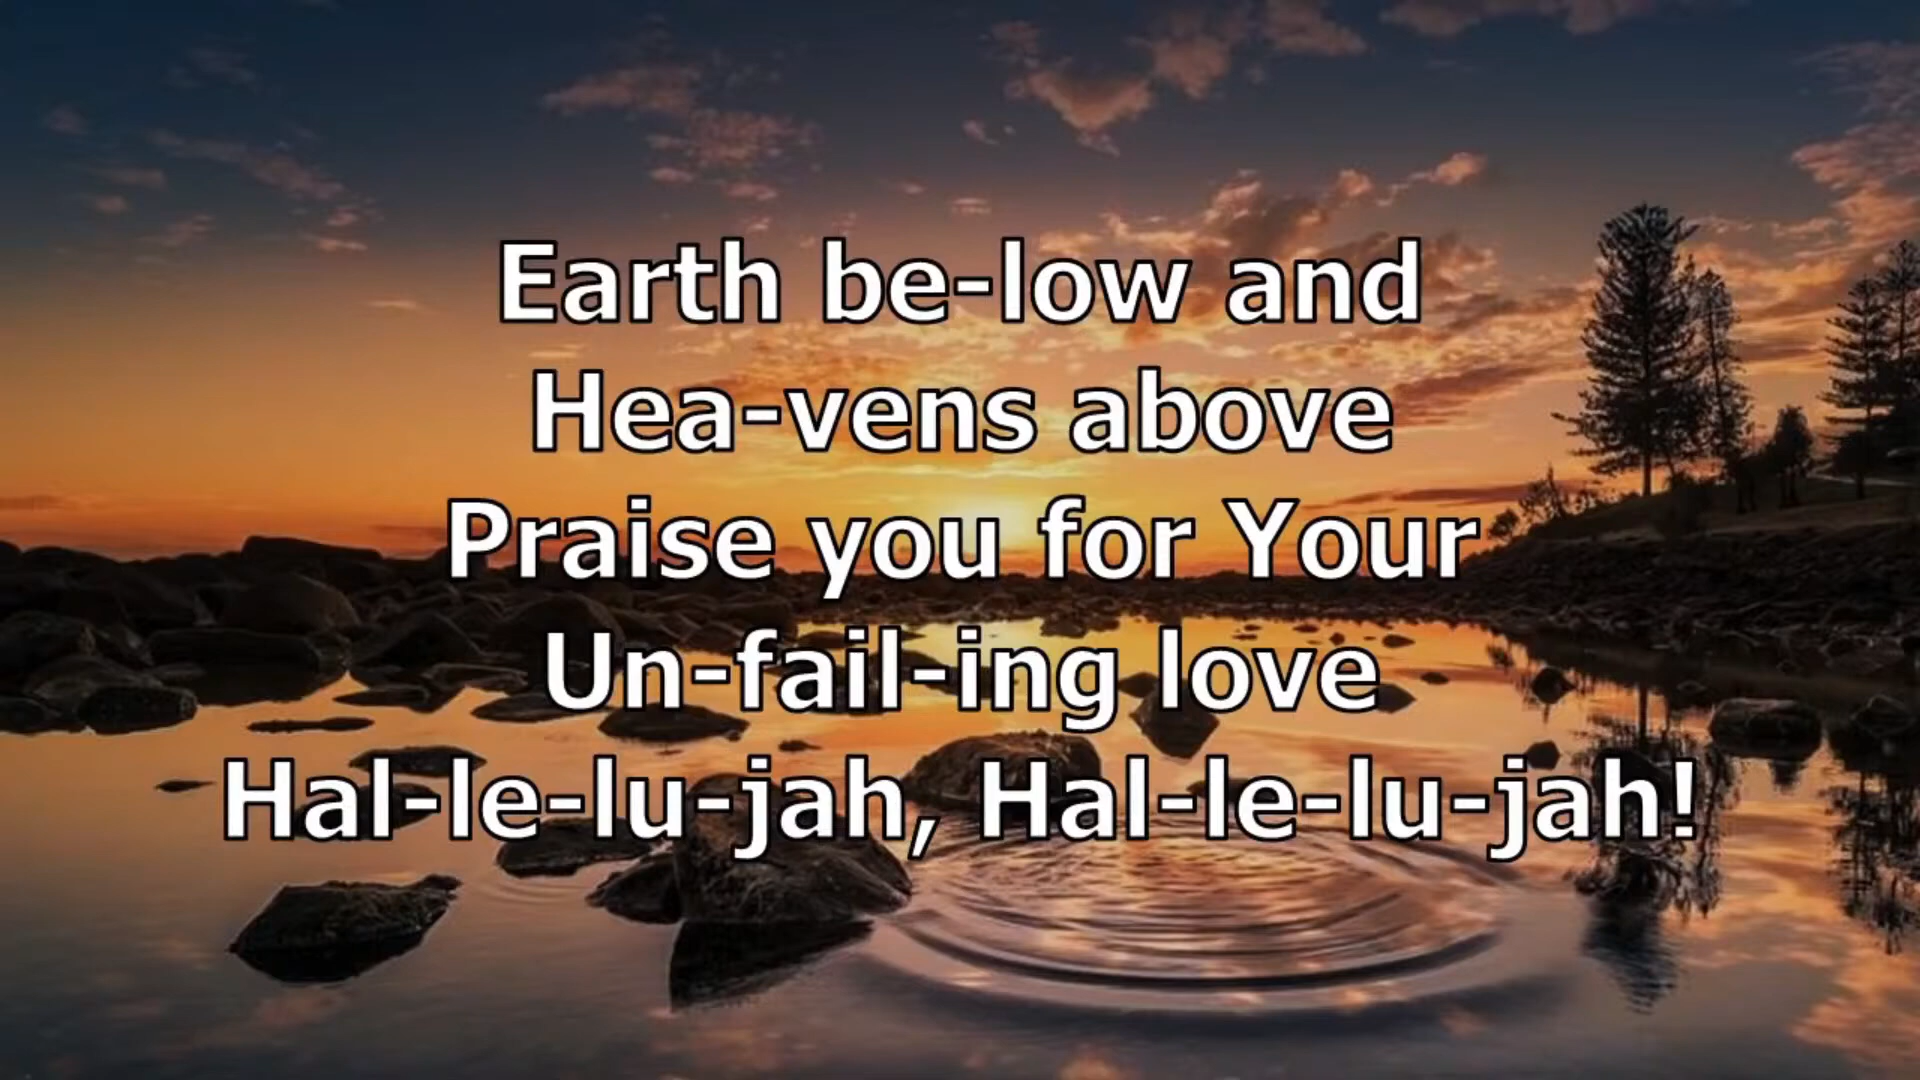 Earth be-low and
Hea-vens above
Praise you for Your
Un-fail-ing love
Hal-le-lu-jah, Hal-le-lu-jah!